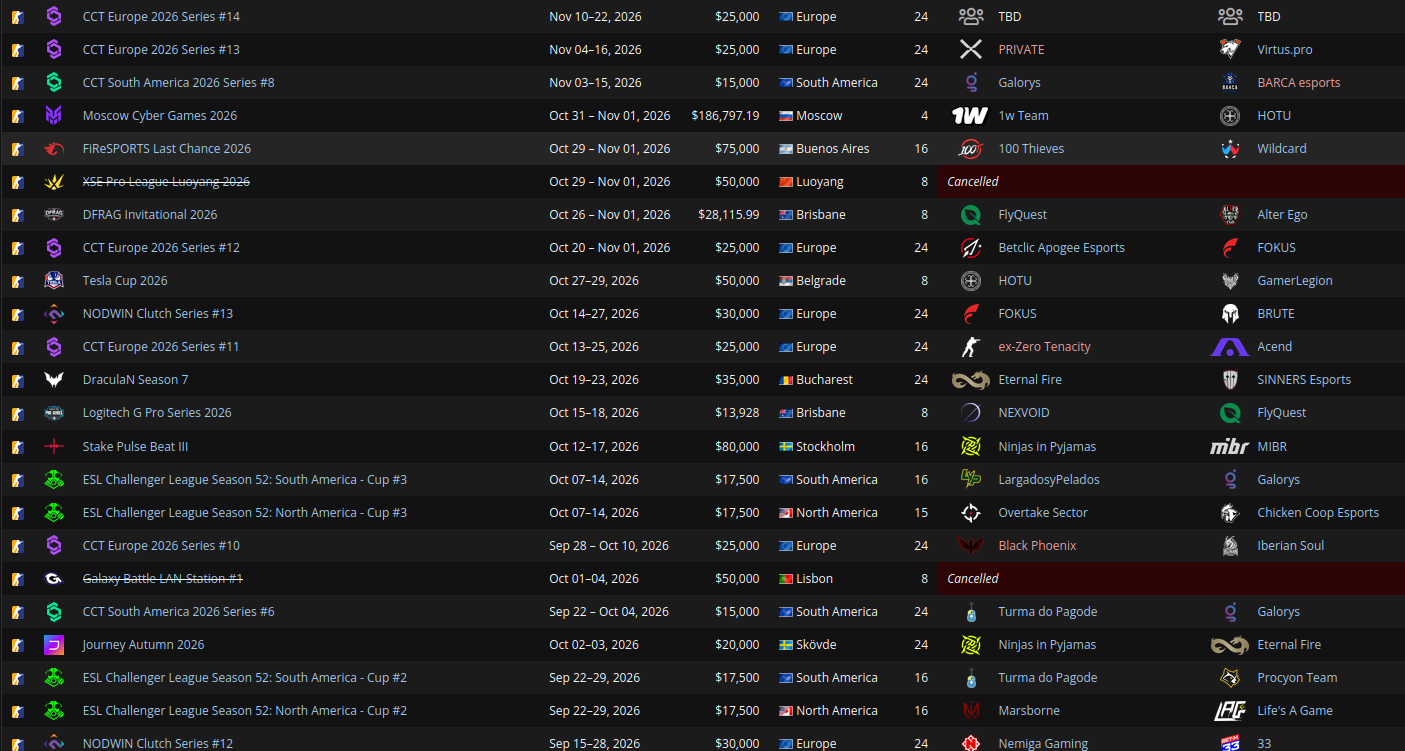 CCT Europe 2026 Series #14 Nov 10–22, 2026 $25,000 Europe 24 TBD TBD
CCT Europe 2026 Series #13 Nov 04–16, 2026 $25,000 Europe 24 PRIVATE Virtus.pro
CCT South America 2026 Series #8 Nov 03–15, 2026 $15,000 South America 24 Galorys BARCA esports
Moscow Cyber Games 2026 Oct 31 – Nov 01, 2026 $186,797.19 Moscow 4 1W 1w Team HOTU
FiReSPORTS Last Chance 2026 Oct 29 – Nov 01, 2026 $75,000 Buenos Aires 16 100 100 Thieves Wildcard
XSE Pro League Luoyang 2026 Oct 29 – Nov 01, 2026 $50,000 Luoyang 8 Cancelled
DFRAG Invitational 2026 Oct 26 – Nov 01, 2026 $28,115.99 Brisbane 8 FlyQuest Alter Ego
CCT Europe 2026 Series #12 Oct 20 – Nov 01, 2026 $25,000 Europe 24 Betclic Apogee Esports FOKUS
Tesla Cup 2026 Oct 27–29, 2026 $50,000 Belgrade 8 HOTU GamerLegion
NODWIN Clutch Series #13 Oct 14–27, 2026 $30,000 Europe 24 FOKUS BRUTE
CCT Europe 2026 Series #11 Oct 13–25, 2026 $25,000 Europe 24 ex-Zero Tenacity Acend
DraculaN Season 7 Oct 19–23, 2026 $35,000 Bucharest 24 Eternal Fire SINNERS Esports
Logitech G Pro Series 2026 Oct 15–18, 2026 $13,928 Brisbane 8 NEXVOID FlyQuest
Stake Pulse Beat III Oct 12–17, 2026 $80,000 Stockholm 16 Ninjas in Pyjamas mibr MIBR
ESL Challenger League Season 52: South America - Cup #3 Oct 07–14, 2026 $17,500 South America 16 LargadosyPelados Galorys
ESL Challenger League Season 52: North America - Cup #3 Oct 07–14, 2026 $17,500 North America 15 Overtake Sector Chicken Coop Esports
CCT Europe 2026 Series #10 Sep 28 – Oct 10, 2026 $25,000 Europe 24 Black Phoenix Iberian Soul
Galaxy Battle LAN Station #1 Oct 01–04, 2026 $50,000 Lisbon 8 Cancelled
CCT South America 2026 Series #6 Sep 22 – Oct 04, 2026 $15,000 South America 24 Turma do Pagode Galorys
Journey Autumn 2026 Oct 02–03, 2026 $20,000 Skövde 24 Ninjas in Pyjamas Eternal Fire
ESL Challenger League Season 52: South America - Cup #2 Sep 22–29, 2026 $17,500 South America 16 Turma do Pagode Procyon Team
ESL Challenger League Season 52: North America - Cup #2 Sep 22–29, 2026 $17,500 North America 16 Marsborne LAG Life's A Game
NODWIN Clutch Series #12 Sep 15–28, 2026 $30,000 Europe 24 Nemiga Gaming 33 33